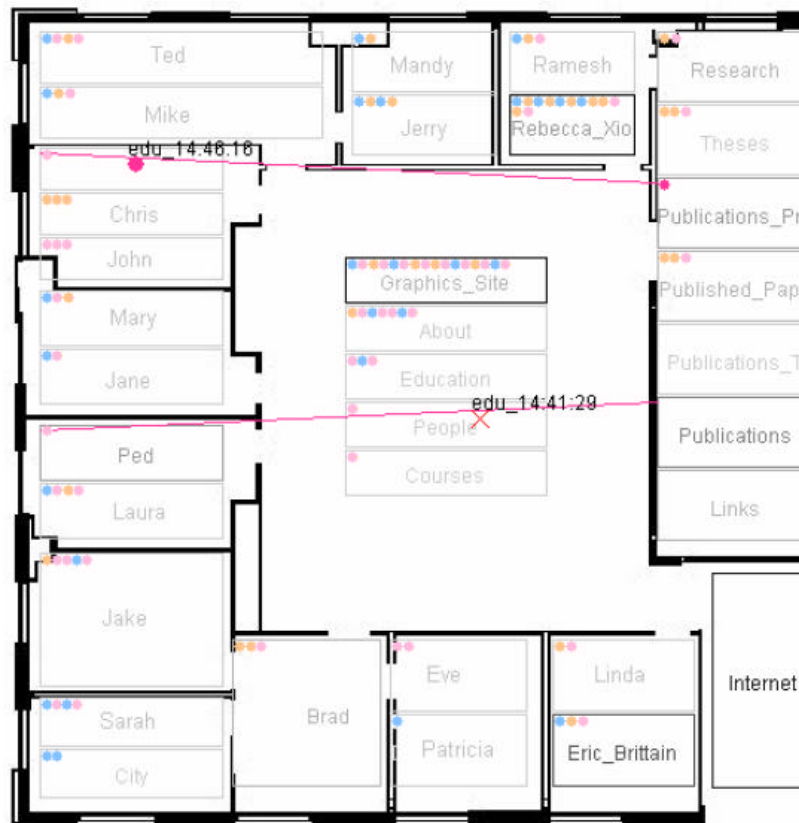 Ted
Mandy
Ramesh
Research
Mike
Jerry
Rebecca_Xio
Theses
edu_14:46:16
Chris
Publications_Pr
John
Graphics_Site
Published_Pap
Mary
About
Jane
Education
Publications_T
edu_14:41:29
People
Publications
Ped
Courses
Laura
Links
Jake
Linda
Eve
Internet
Brad
Sarah
Patricia
Eric_Brittain
City